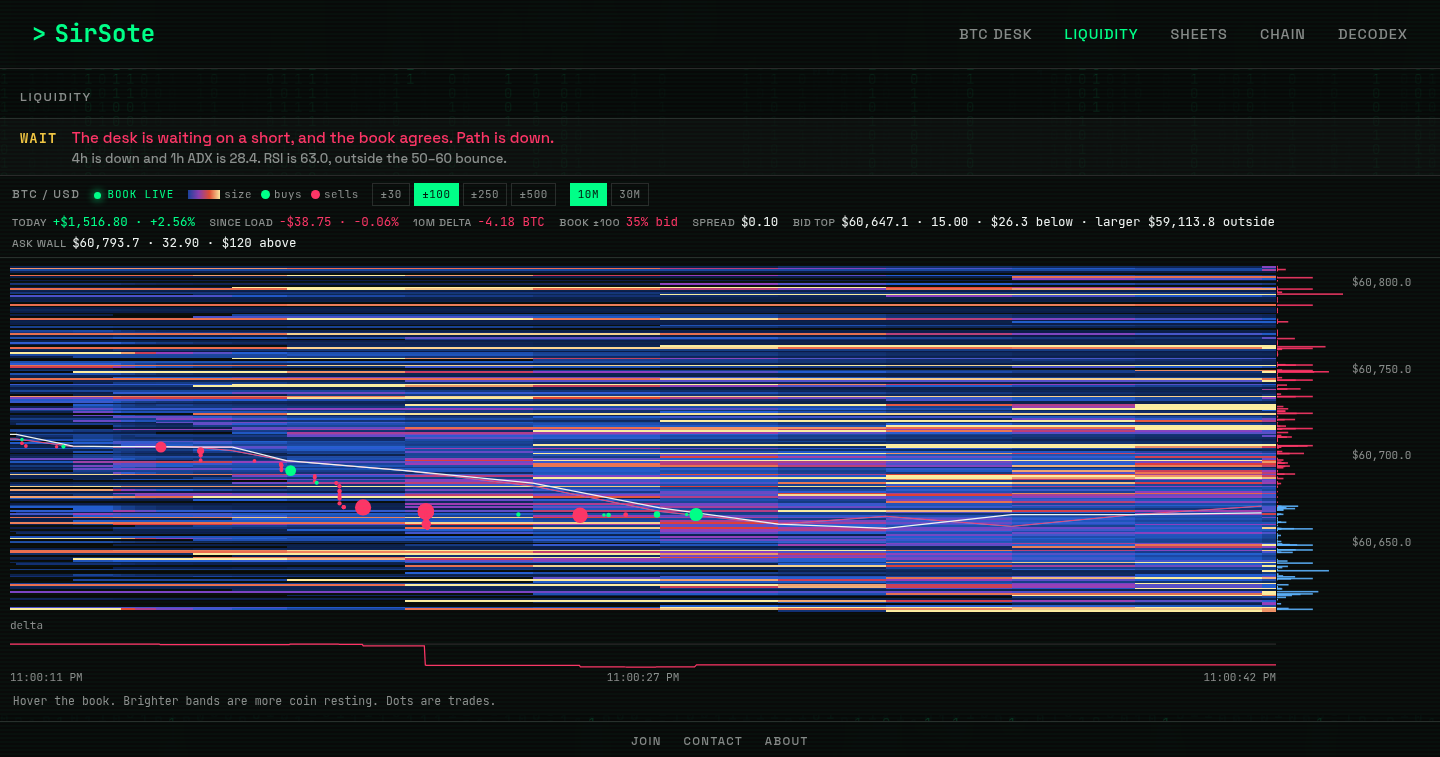 > SirSote
BTC DESK LIQUIDITY SHEETS CHAIN DECODEX
LIQUIDITY
WAIT The desk is waiting on a short, and the book agrees. Path is down.
4h is down and 1h ADX is 28.4. RSI is 63.0, outside the 50–60 bounce.
BTC / USD BOOK LIVE size buys sells ±30 ±100 ±250 ±500 10M 30M
TODAY +$1,516.80 · +2.56% SINCE LOAD -$38.75 · -0.06% 10M DELTA -4.18 BTC BOOK ±100 35% bid SPREAD $0.10 BID TOP $60,647.1 · 15.00 · $26.3 below · larger $59,113.8 outside
ASK WALL $60,793.7 · 32.90 · $120 above
$60,800.0
$60,750.0
$60,700.0
$60,650.0
delta
11:00:11 PM 11:00:27 PM 11:00:42 PM
Hover the book. Brighter bands are more coin resting. Dots are trades.
JOIN CONTACT ABOUT